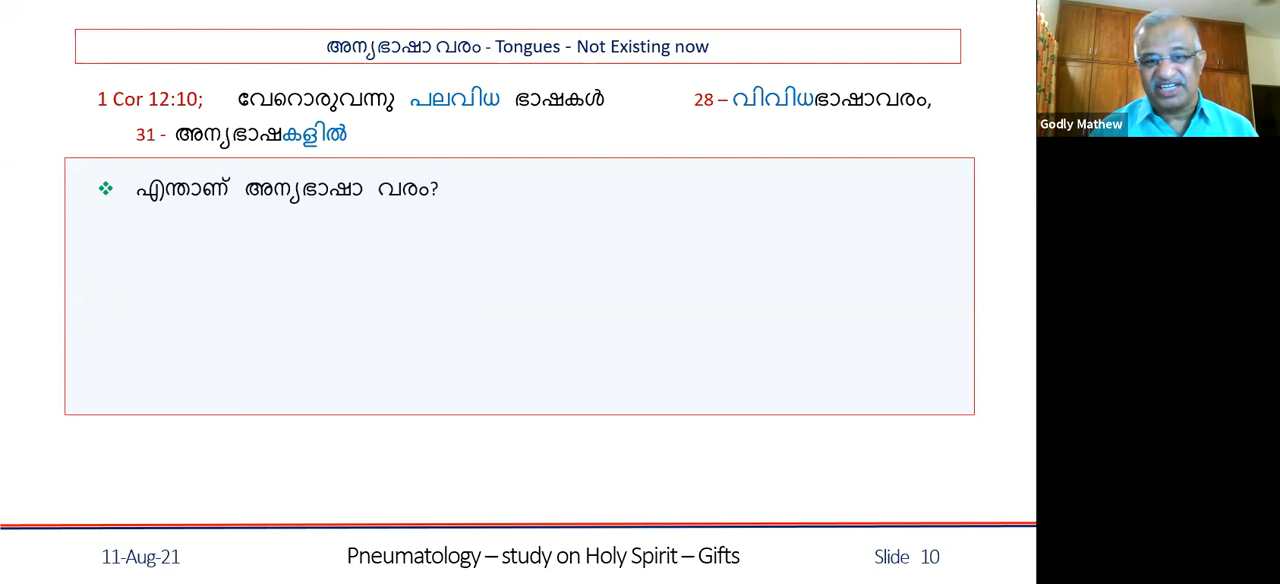 അന്യഭാഷാ വരം - Tongues - Not Existing now
1 Cor 12:10; വേറൊരുവന്നു പലവിധ ഭാഷകൾ 28 – വിവിധഭാഷാവരം,
31 - അന്യഭാഷകളിൽ
❖ എന്താണ് അന്യഭാഷാ വരം?
11-Aug-21 Pneumatology – study on Holy Spirit – Gifts Slide 10
Godly Mathew